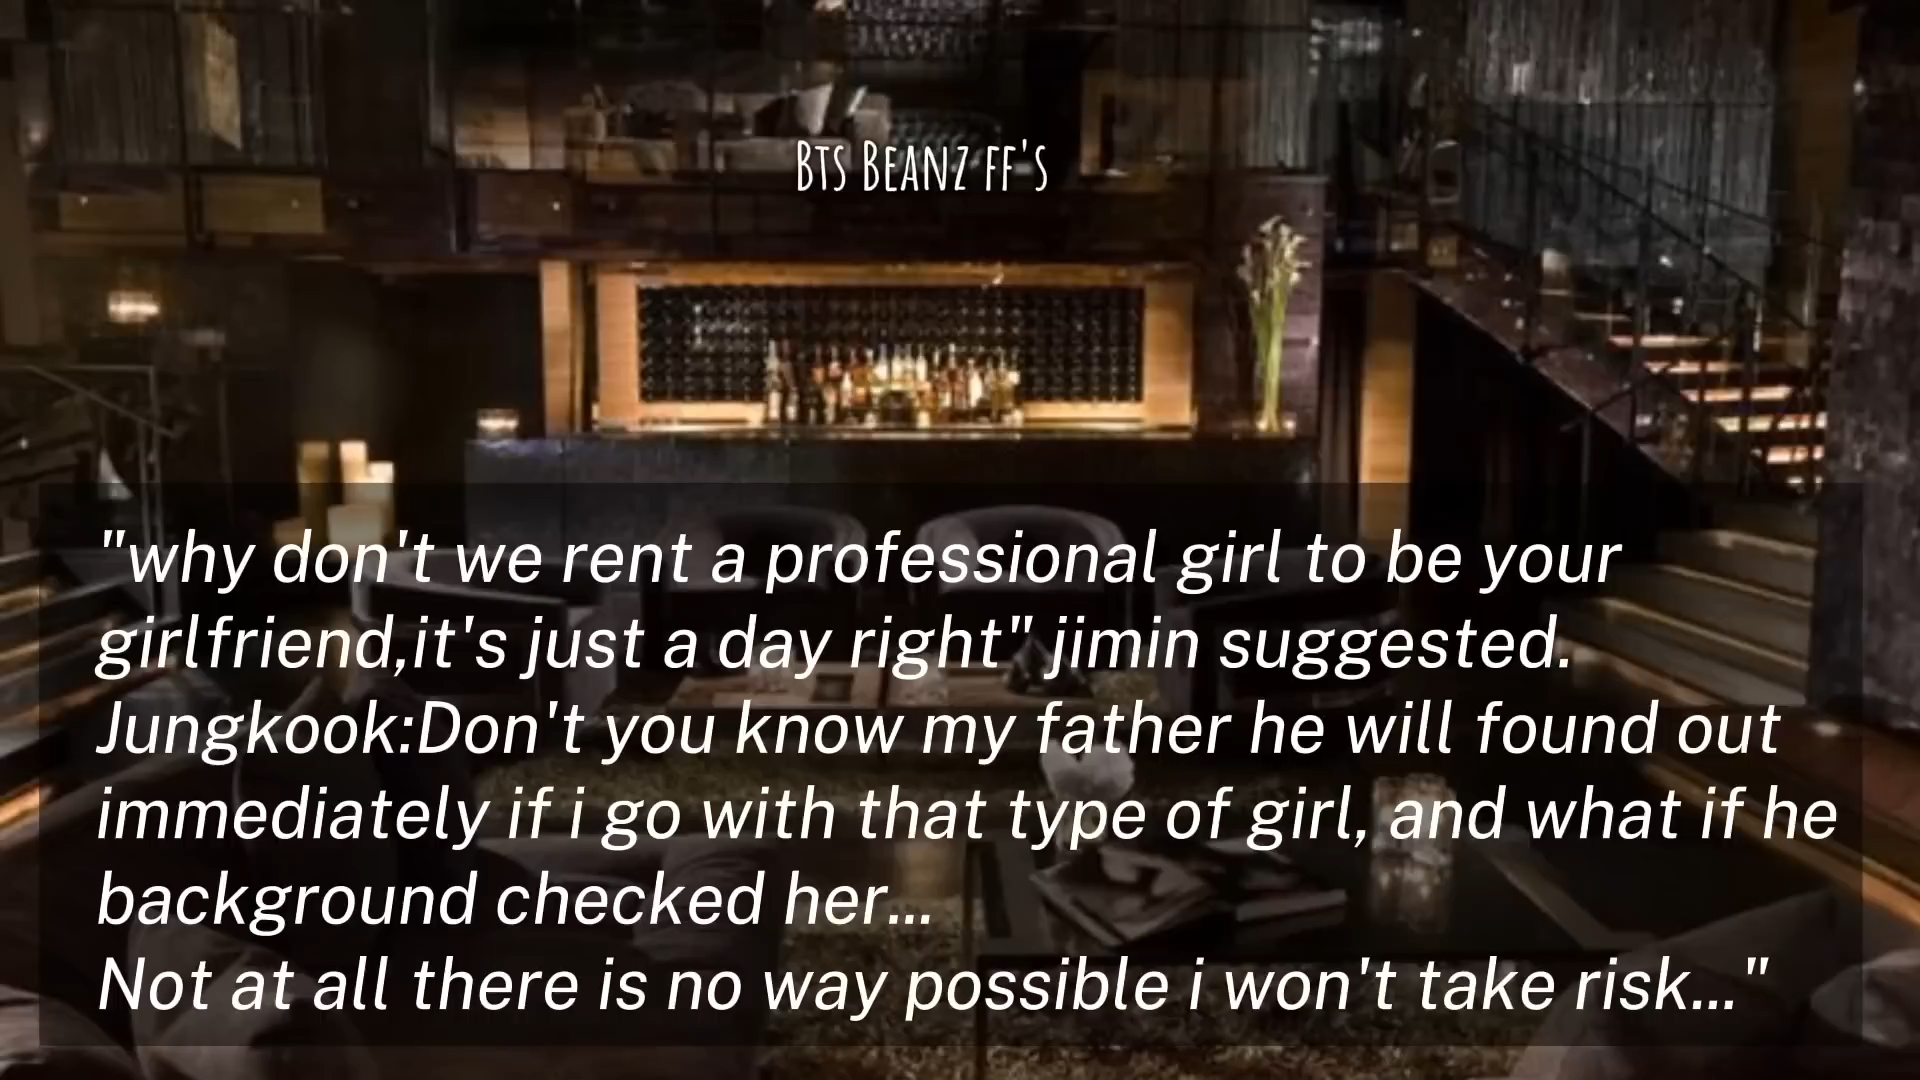 BTS BEANZ FF'S
"why don't we rent a professional girl to be your
girlfriend,it's just a day right" jimin suggested.
Jungkook:Don't you know my father he will found out
immediately if i go with that type of girl, and what if he
background checked her...
Not at all there is no way possible i won't take risk..."